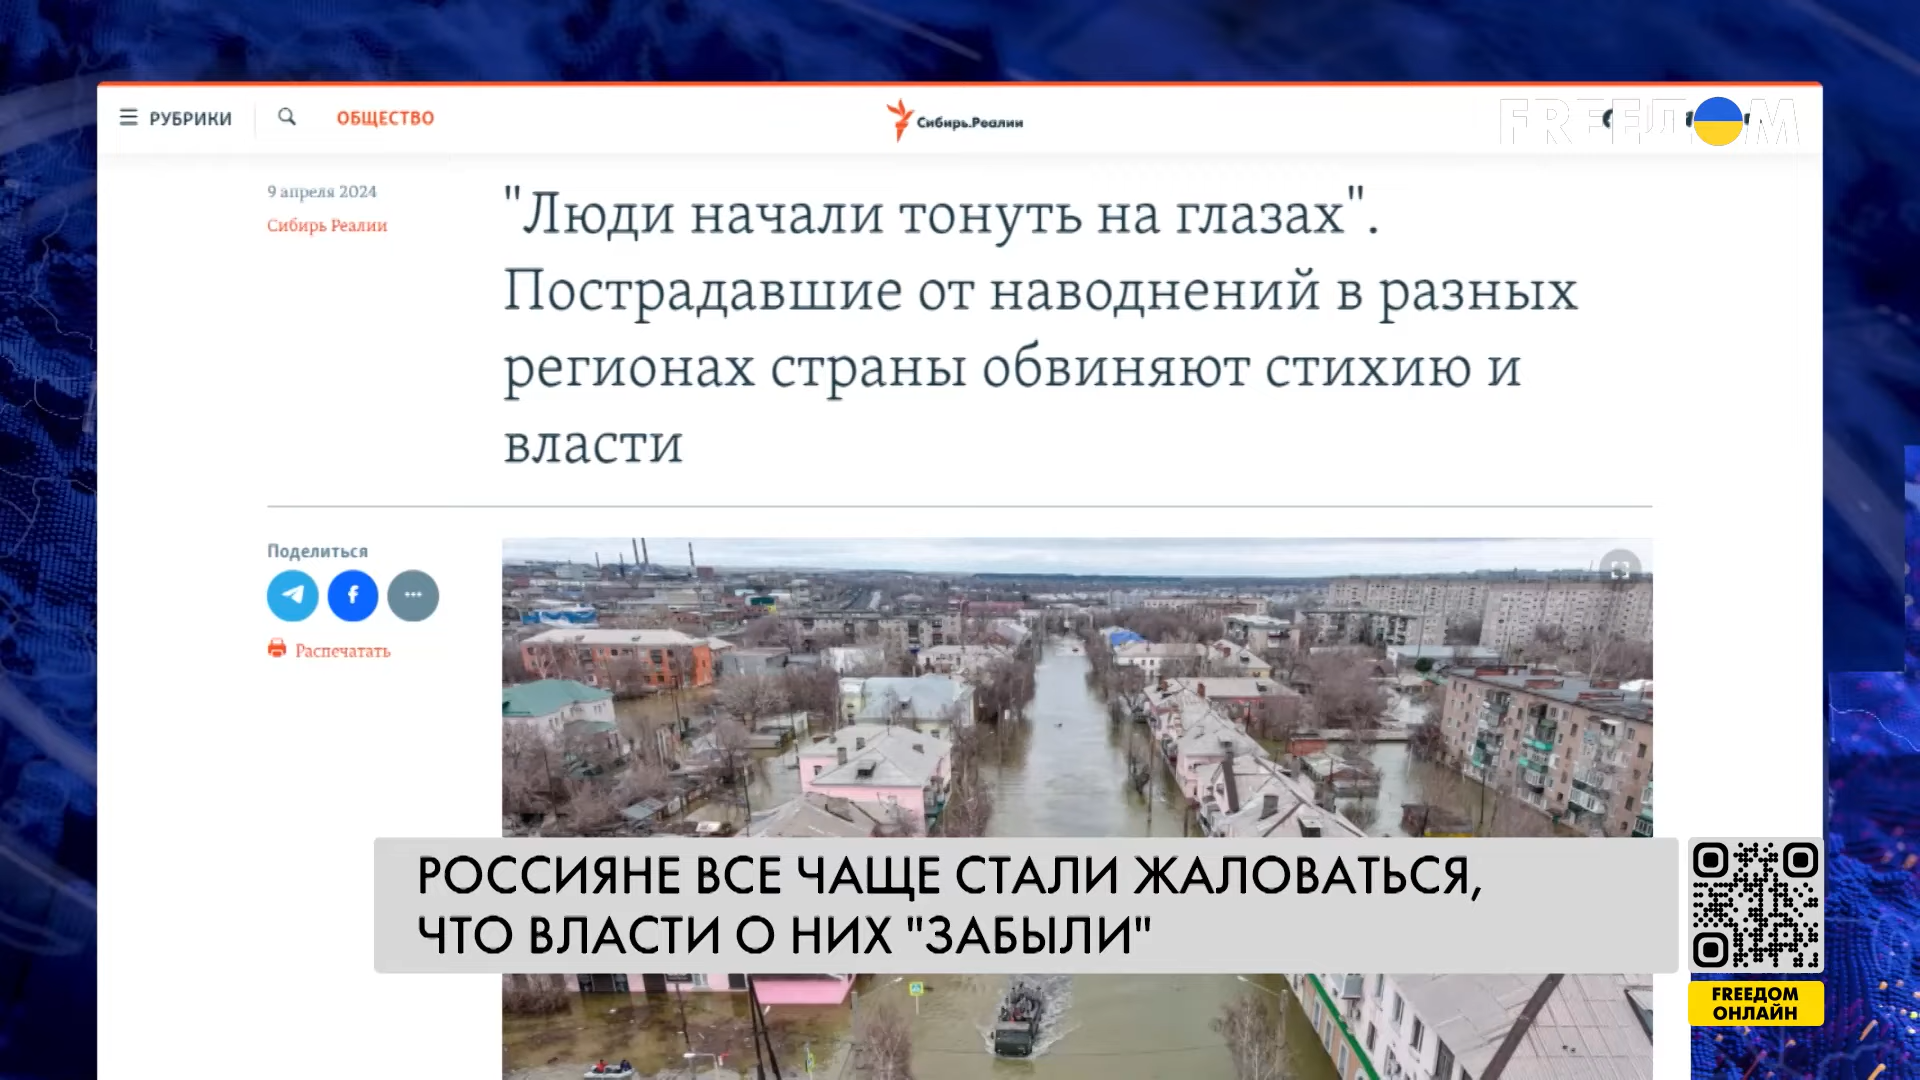 РУБРИКИ
ОБЩЕСТВО
Сибирь.Реалии
FREEДOM
9 апреля 2024
Сибирь Реалии
"Люди начали тонуть на глазах".
Пострадавшие от наводнений в разных
регионах страны обвиняют стихию и
власти
Поделиться
Распечатать
РОССИЯНЕ ВСЕ ЧАЩЕ СТАЛИ ЖАЛОВАТЬСЯ,
ЧТО ВЛАСТИ О НИХ "ЗАБЫЛИ"
FREEДОМ
ОНЛАЙН